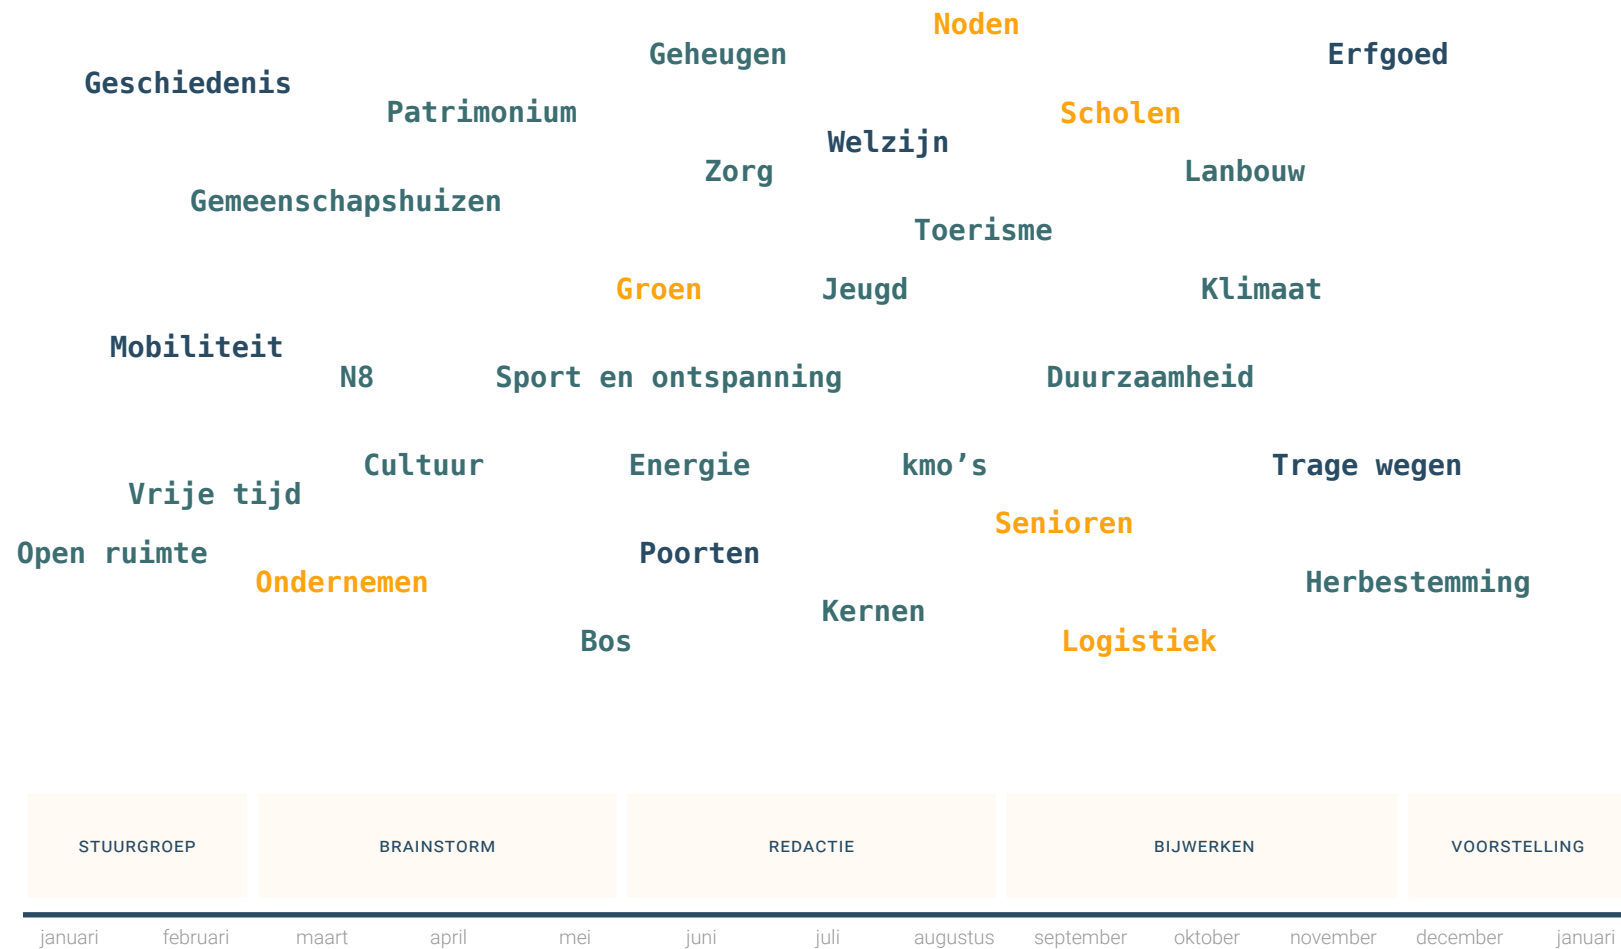 Noden
Geheugen
Erfgoed
Geschiedenis
Patrimonium
Scholen
Welzijn
Zorg
Lanbouw
Gemeenschapshuizen
Toerisme
Groen
Jeugd
Klimaat
Mobiliteit
N8
Sport en ontspanning
Duurzaamheid
Cultuur
Energie
kmo’s
Trage wegen
Vrije tijd
Senioren
Open ruimte
Poorten
Ondernemen
Herbestemming
Kernen
Bos
Logistiek
STUURGROEP
BRAINSTORM
REDACTIE
BIJWERKEN
VOORSTELLING
januari
februari
maart
april
mei
juni
juli
augustus
september
oktober
november
december
januari